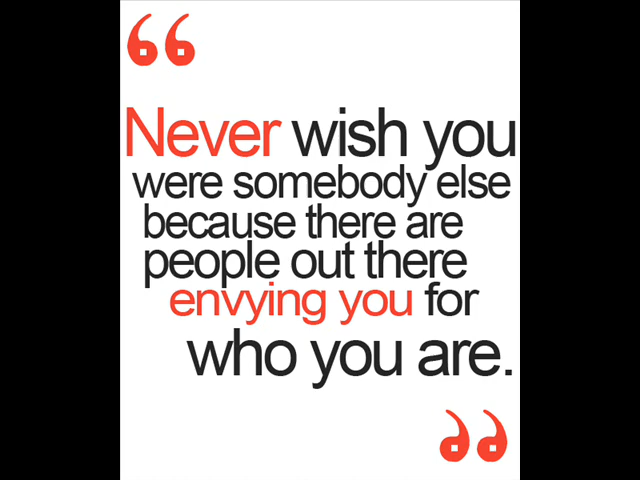 “
Never wish you
were somebody else
because there are
people out there
envying you for
who you are.
”